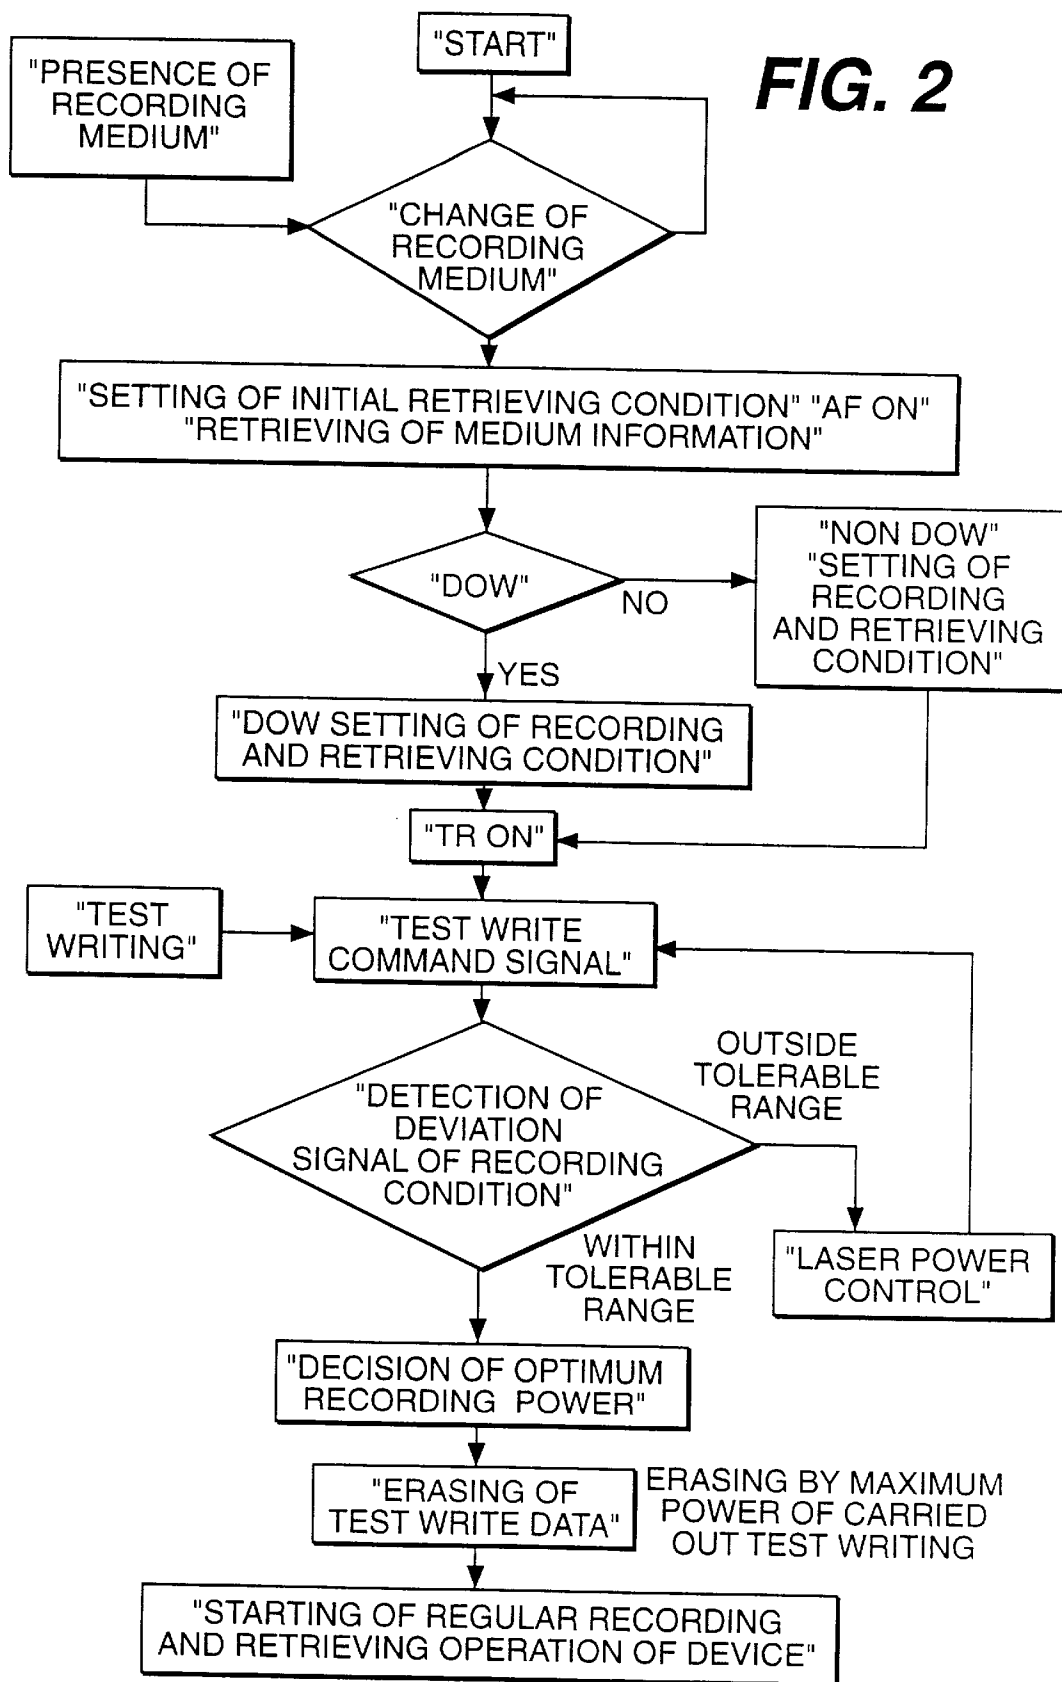 "START"
FIG. 2
"PRESENCE OF
RECORDING
MEDIUM"
"CHANGE OF
RECORDING
MEDIUM"
"SETTING OF INITIAL RETRIEVING CONDITION" "AF ON"
"RETRIEVING OF MEDIUM INFORMATION"
"DOW"
NO
"NON DOW"
"SETTING OF
RECORDING
AND RETRIEVING
CONDITION"
YES
"DOW SETTING OF RECORDING
AND RETRIEVING CONDITION"
"TR ON"
"TEST
WRITING"
"TEST WRITE
COMMAND SIGNAL"
OUTSIDE
TOLERABLE
RANGE
"DETECTION OF
DEVIATION
SIGNAL OF RECORDING
CONDITION"
WITHIN
TOLERABLE
RANGE
"LASER POWER
CONTROL"
"DECISION OF OPTIMUM
RECORDING POWER"
"ERASING OF
TEST WRITE DATA"
ERASING BY MAXIMUM
POWER OF CARRIED
OUT TEST WRITING
"STARTING OF REGULAR RECORDING
AND RETRIEVING OPERATION OF DEVICE"